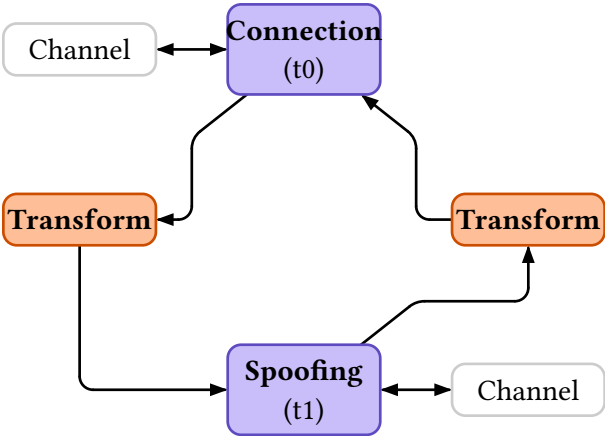 Connection
(t0)
Channel
Transform
Transform
Spoofing
(t1)
Channel